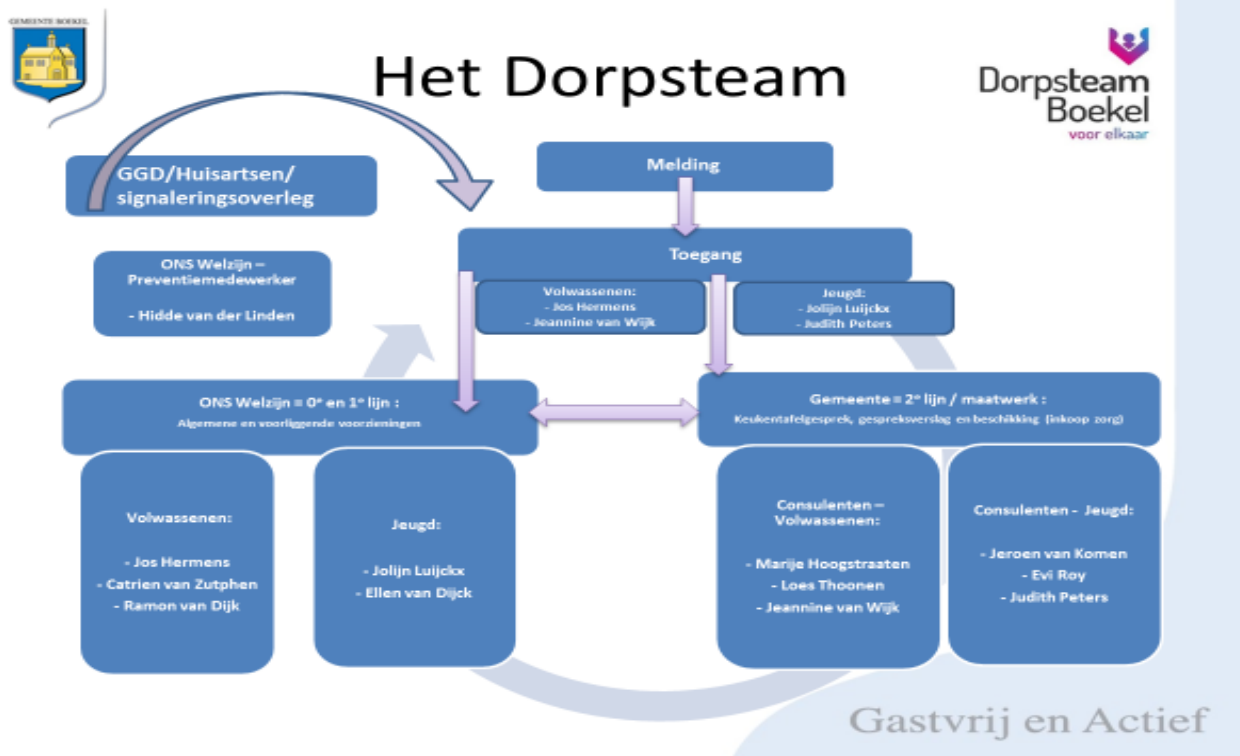 GEMEENTE BOEKEL
Het Dorpsteam
Dorpsteam
Boekel
voor elkaar
GGD/Huisartsen/
signaleringsoverleg
Melding
ONS Welzijn –
Preventiemedewerker
- Hidde van der Linden
Toegang
Volwassenen:
- Jos Hermens
- Jeannine van Wijk
Jeugd:
- Jolijn Luijckx
- Judith Peters
ONS Welzijn = 0ᵉ en 1ᵉ lijn :
Algemene en voorliggende voorzieningen
Gemeente = 2ᵉ lijn / maatwerk :
Keukentafelgesprek, gespreksverslag en beschikking (inkoop zorg)
Volwassenen:
- Jos Hermens
- Catrien van Zutphen
- Ramon van Dijk
Jeugd:
- Jolijn Luijckx
- Ellen van Dijck
Consulenten –
Volwassenen:
- Marije Hoogstraaten
- Loes Thoonen
- Jeannine van Wijk
Consulenten - Jeugd:
- Jeroen van Komen
- Evi Roy
- Judith Peters
Gastvrij en Actief